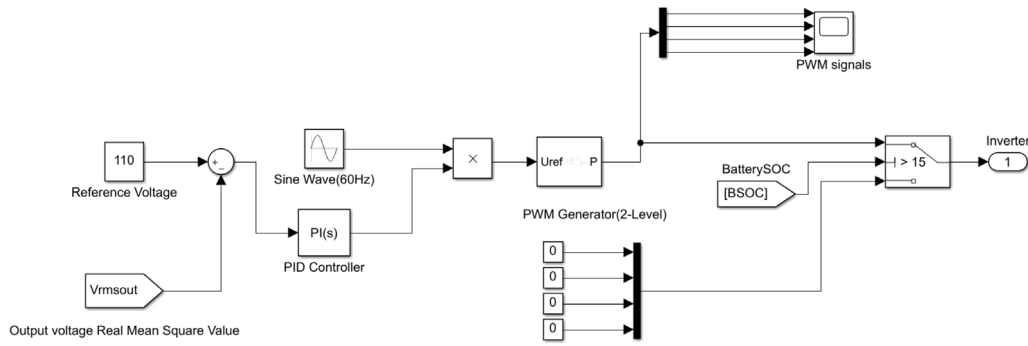 PWM signals
Inverter
1
> 15
BatterySOC
[BSOC]
Uref
P
PWM Generator(2-Level)
×
Sine Wave(60Hz)
110
+
−
Reference Voltage
PI(s)
PID Controller
Vrmsout
Output voltage Real Mean Square Value
0
0
0
0